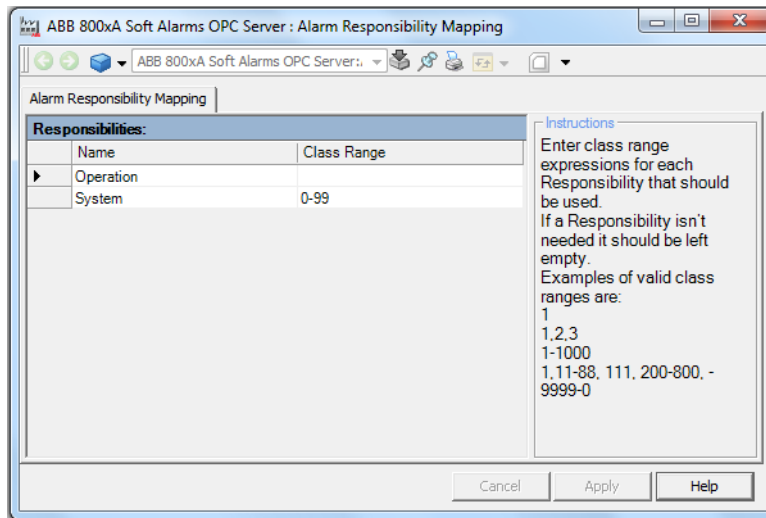 ABB 800xA Soft Alarms OPC Server : Alarm Responsibility Mapping
ABB 800xA Soft Alarms OPC Server:
Alarm Responsibility Mapping
Responsibilities:
Name Class Range
Operation
System 0-99
Instructions
Enter class range
expressions for each
Responsibility that should
be used.
If a Responsibility isn't
needed it should be left
empty.
Examples of valid class
ranges are:
1
1,2,3
1-1000
1,11-88, 111, 200-800, -
9999-0
Cancel Apply Help